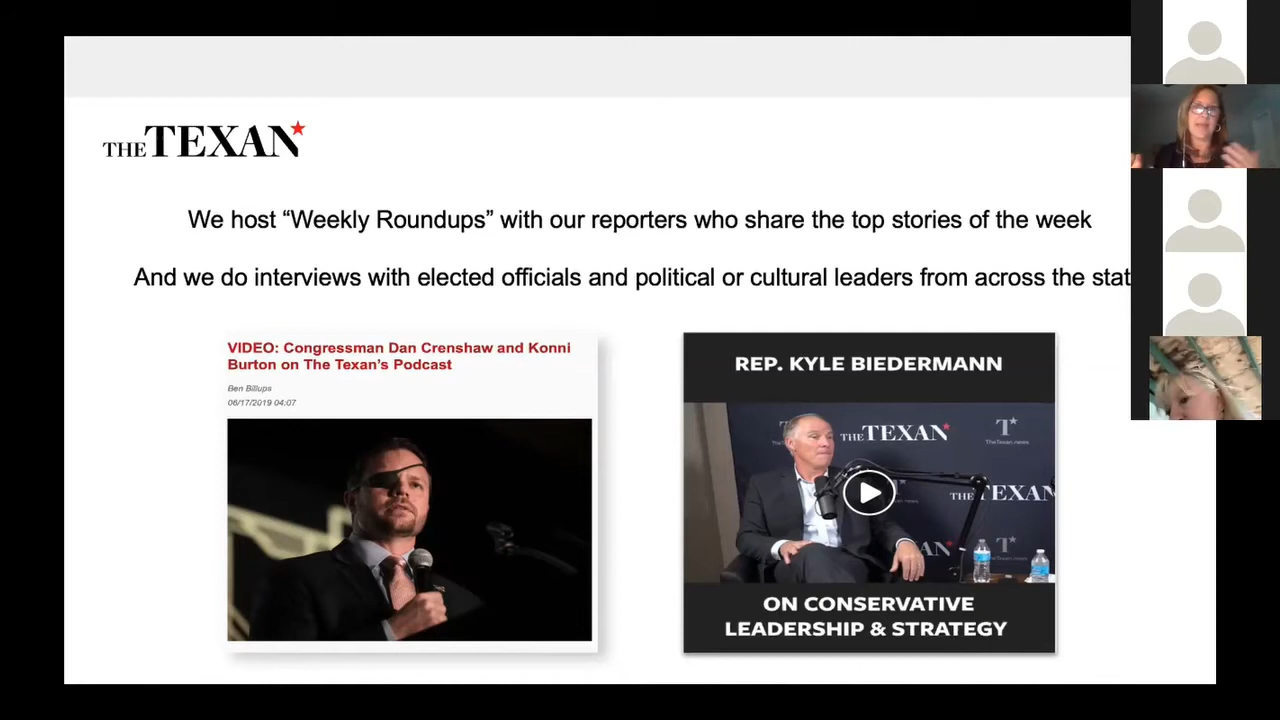 THE TEXAN
We host “Weekly Roundups” with our reporters who share the top stories of the week
And we do interviews with elected officials and political or cultural leaders from across the stat
VIDEO: Congressman Dan Crenshaw and Konni
Burton on The Texan's Podcast
Ben Billups
06/17/2019 04:07
REP. KYLE BIEDERMANN
THE TEXAN
T
TheTexan.news
THE TEXAN
T
ON CONSERVATIVE
LEADERSHIP & STRATEGY